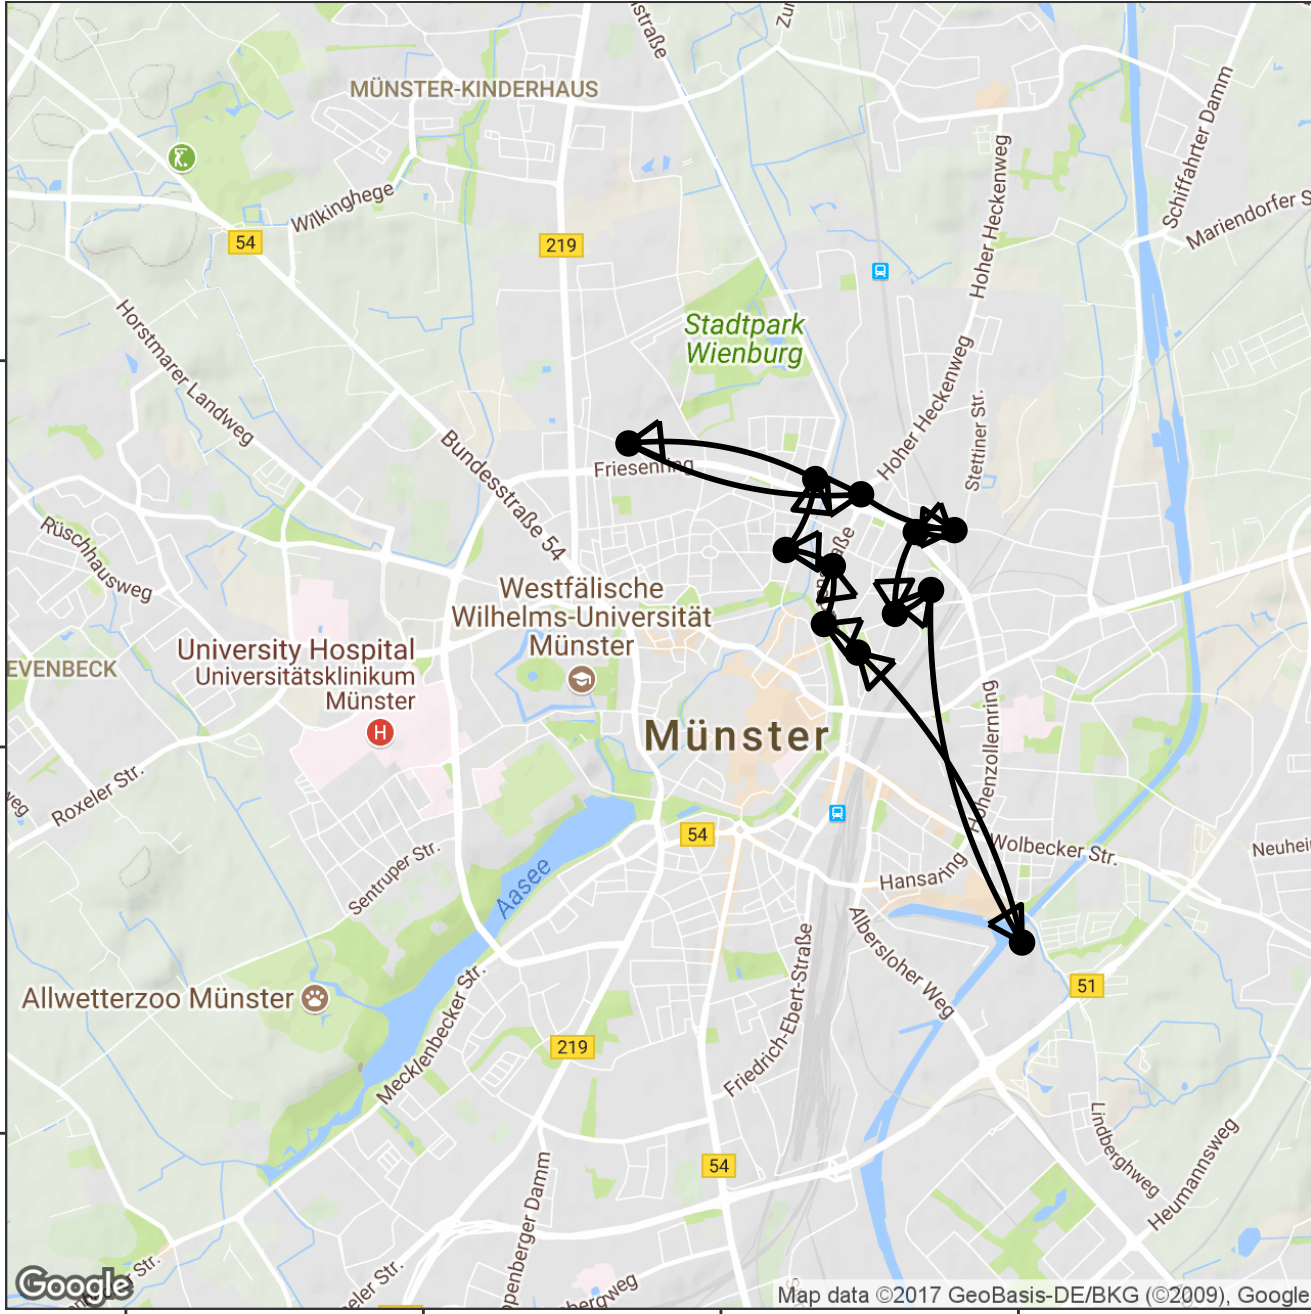 MÜNSTER-KINDERHAUS
Schiffahrter Damm
Wilkinghege
Hoher Heckenweg
Mariendorfer S
54
219
Stadtpark
Wienburg
Horstmarer Landweg
Hoher Heckenweg
Stettiner Str.
Bundesstraße 54
Friesenring
Rüschhausweg
Westfälische
Wilhelms-Universität
Münster
EVENBECK
University Hospital
Universitätsklinikum
Münster
H
Münster
Hohenzollernring
Roxeler Str.
weg
54
Wolbecker Str.
Neuhei
Sentruper Str.
Hansaring
Aasee
Albersloher Weg
Allwetterzoo Münster
51
Mecklenbecker Str.
Friedrich-Ebert-Straße
219
Lindberghweg
Heumannsweg
54
Google
Map data ©2017 GeoBasis-DE/BKG (©2009), Google